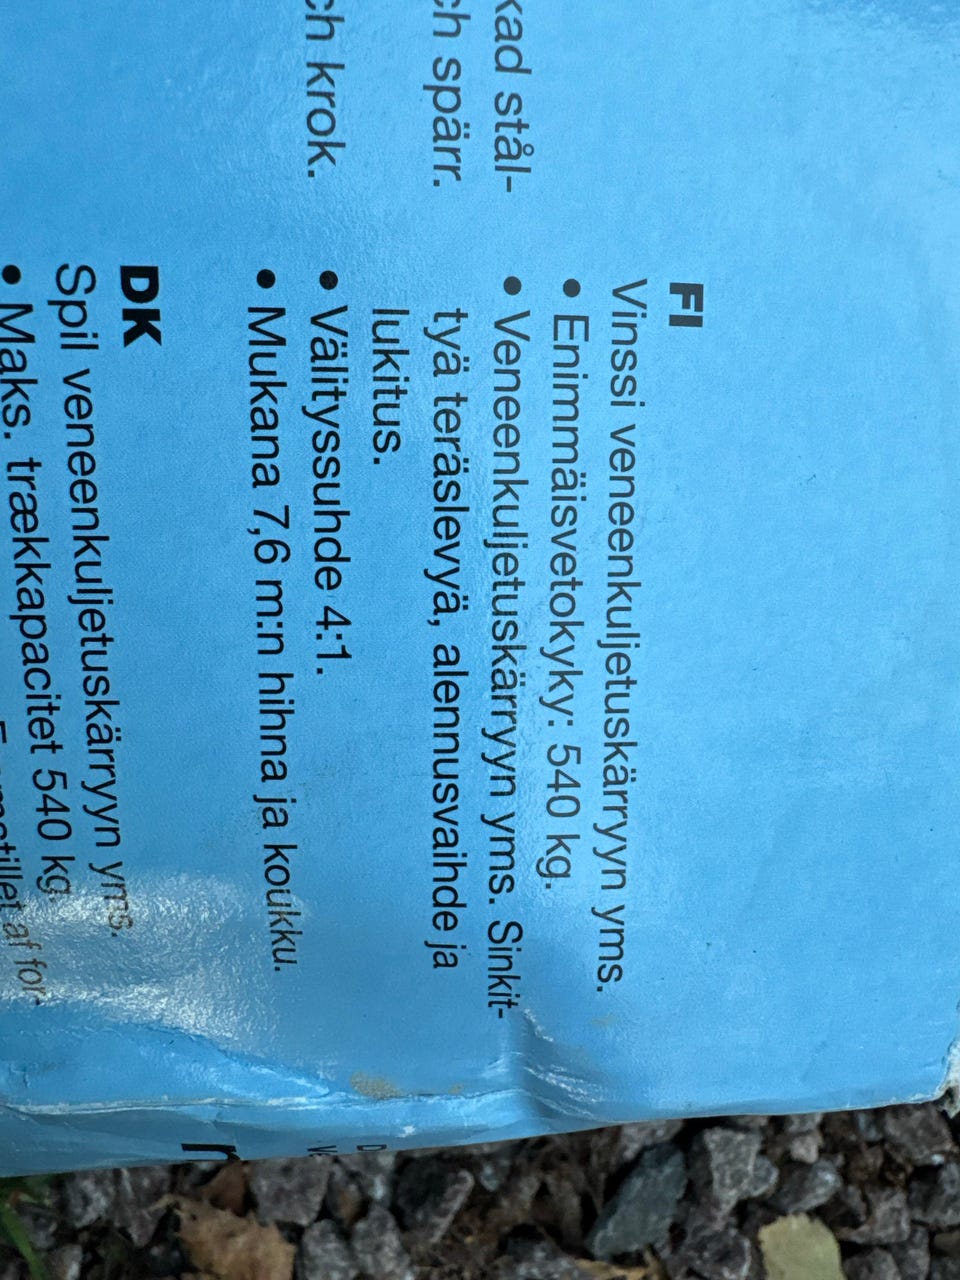 kad stål-
ch spärr.
ch krok.
FI
Vinssi veneenkuljetuskärryyn yms.
• Enimmäisvetokyky: 540 kg.
• Veneenkuljetuskärryyn yms. Sinkit-
tyä teräslevyä, alennusvaihde ja
lukitus.
• Välityssuhde 4:1.
• Mukana 7,6 m:n hihna ja koukku.
DK
Spil veneenkuljetuskärryyn yms.
• Maks. trækkapacitet 540 kg.
af for-